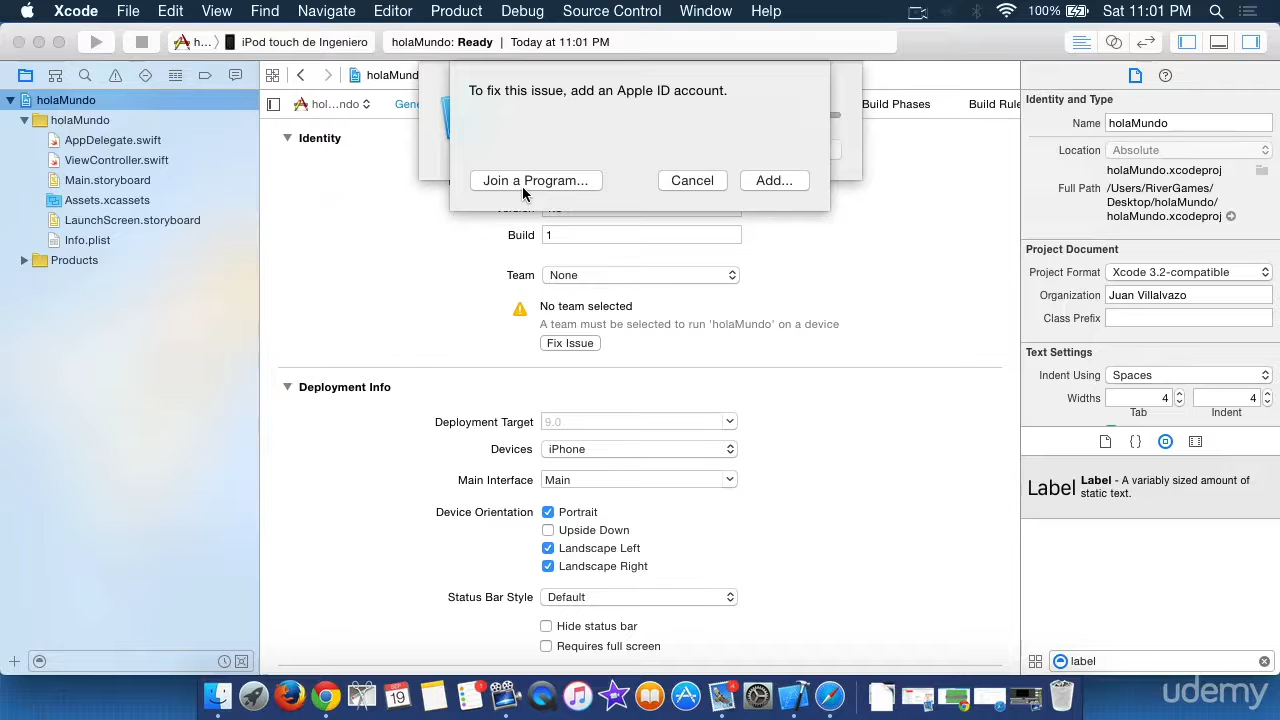 Xcode File Edit View Find Navigate Editor Product Debug Source Control Window Help 100% Sat 11:01 PM
h... iPod touch de Ingeniero holaMundo: Ready | Today at 11:01 PM
holaMundo
hol...ndo Build Phases
To fix this issue, add an Apple ID account.
Join a Program... Cancel Add...
holaMundo
holaMundo
AppDelegate.swift
ViewController.swift
Main.storyboard
Assets.xcassets
LaunchScreen.storyboard
Info.plist
Products
Identity
Build 1
Team None
No team selected
A team must be selected to run 'holaMundo' on a device
Fix Issue
Deployment Info
Deployment Target 9.0
Devices iPhone
Main Interface Main
Device Orientation Portrait
Upside Down
Landscape Left
Landscape Right
Status Bar Style Default
Hide status bar
Requires full screen
Identity and Type
Name holaMundo
Location Absolute
holaMundo.xcodeproj
Full Path /Users/RiverGames/
Desktop/holaMundo/
holaMundo.xcodeproj
Project Document
Project Format Xcode 3.2-compatible
Organization Juan Villalvazo
Class Prefix
Text Settings
Indent Using Spaces
Widths 4 4
Tab Indent
{ }
Label Label - A variably sized amount of
static text.
label
19
udemy